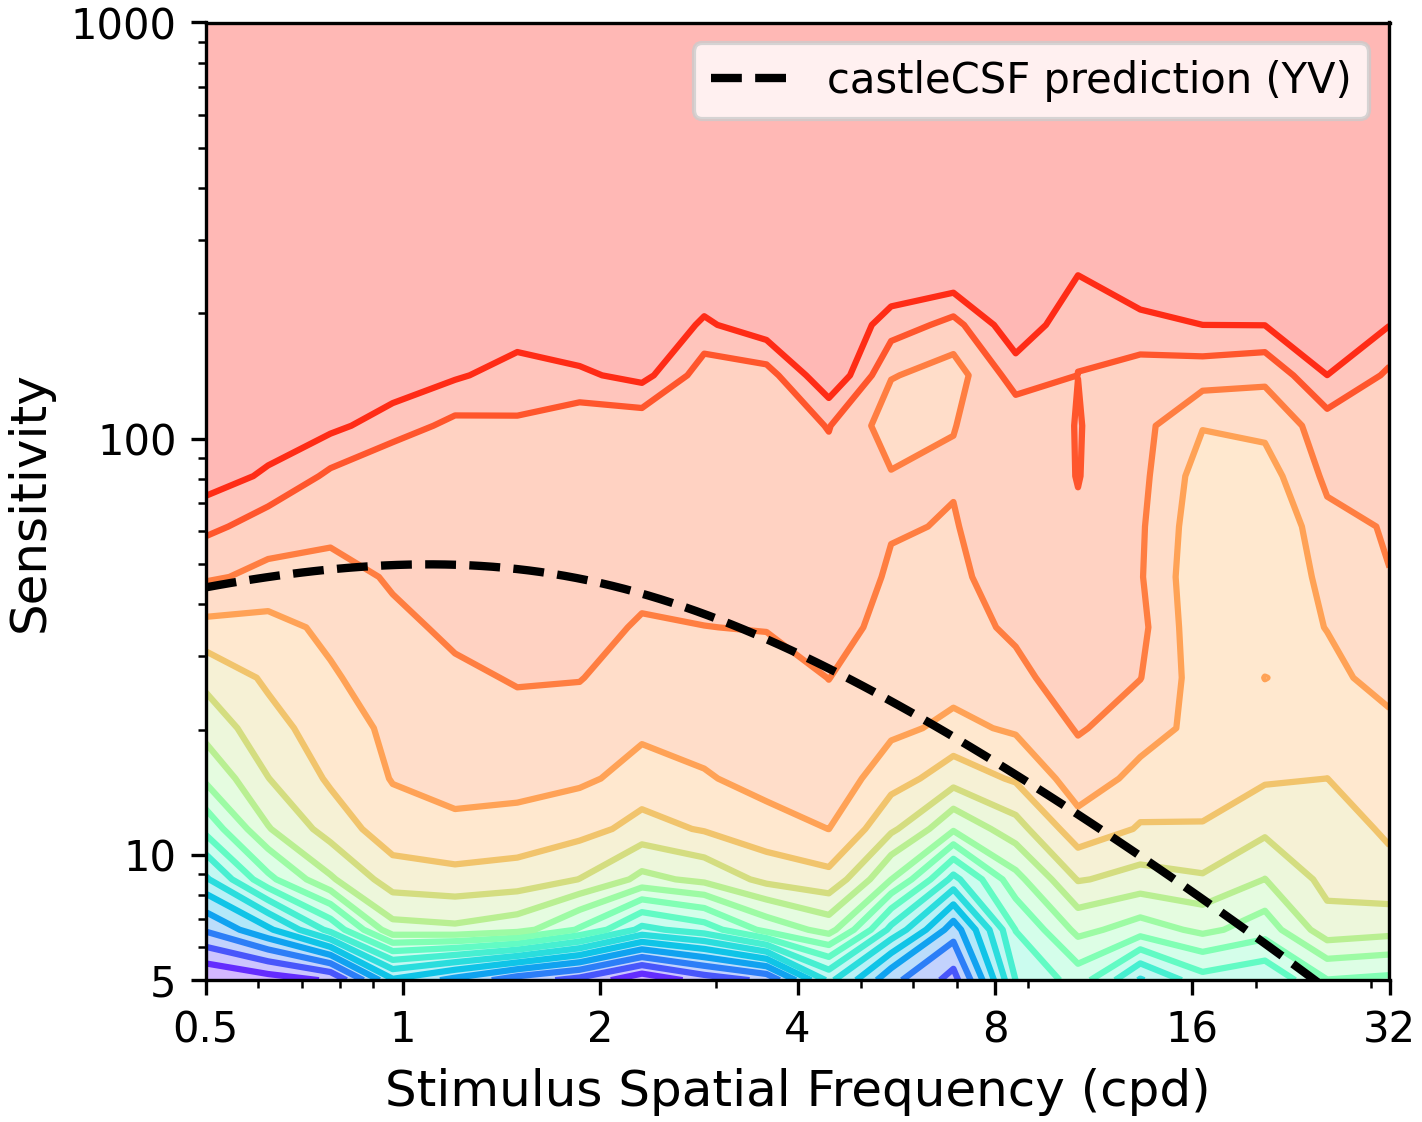 1000
castleCSF prediction (YV)
Sensitivity
100
10
5
0.5 1 2 4 8 16 32
Stimulus Spatial Frequency (cpd)